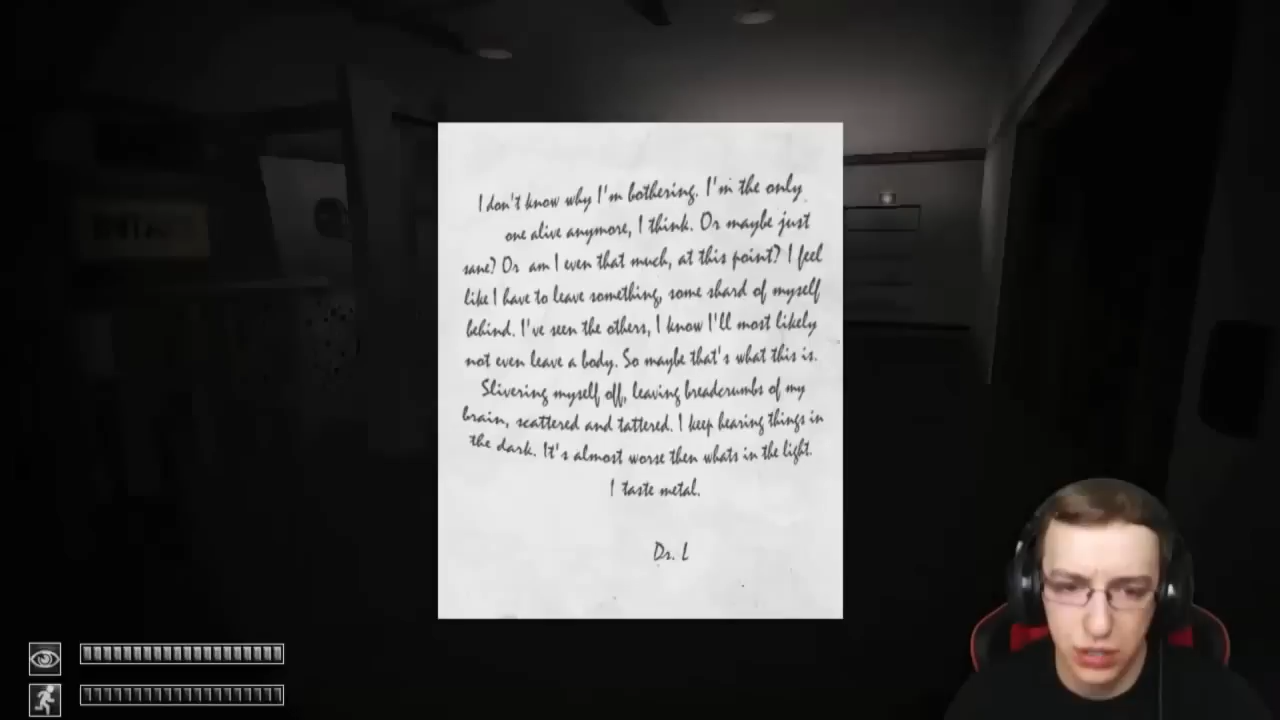 I don't know why I'm bothering. I'm the only
one alive anymore, I think. Or maybe just
sane? Or am I even that much, at this point? I feel
like I have to leave something, some shard of myself
behind. I've seen the others, I know I'll most likely
not even leave a body. So maybe that's what this is.
Slivering myself off, leaving breadcrumbs of my
brain, scattered and tattered. I keep hearing things in
the dark. It's almost worse then whats in the light.
I taste metal.
Dr. L